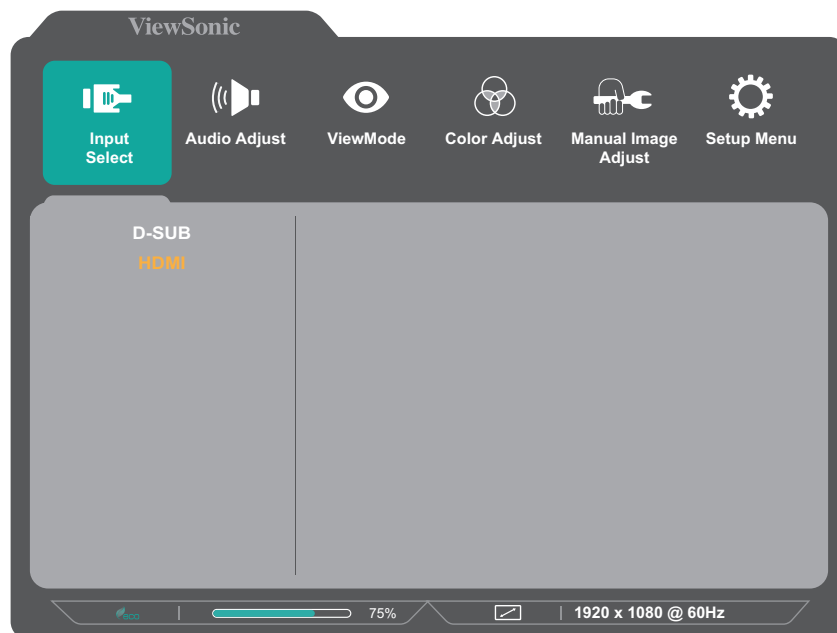 ViewSonic
Input
Select
Audio Adjust
ViewMode
Color Adjust
Manual Image
Adjust
Setup Menu
D-SUB
HDMI
eco
75%
1920 x 1080 @ 60Hz